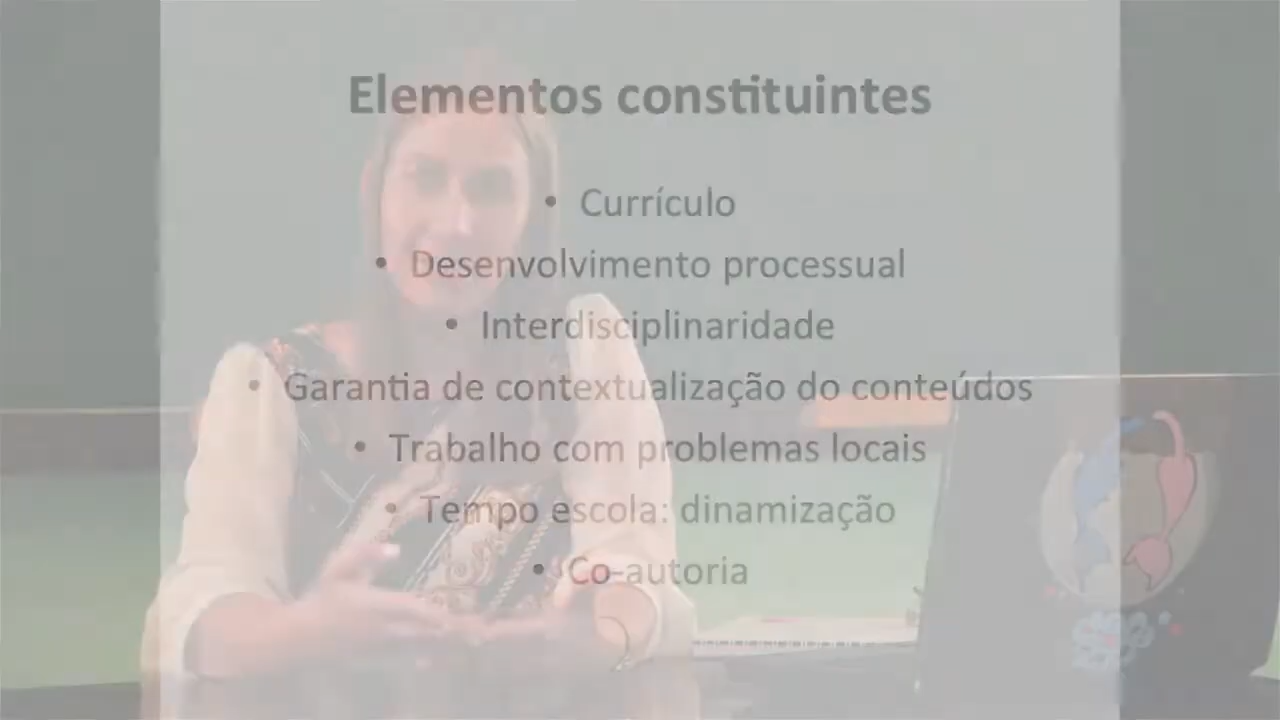 Elementos constituintes
• Currículo
• Desenvolvimento processual
• Interdisciplinaridade
• Garantia de contextualização do conteúdos
• Trabalho com problemas locais
• Tempo escola: dinamização
• Co-autoria